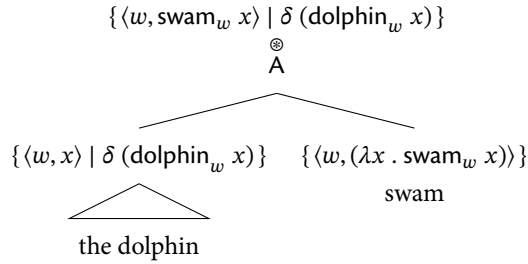 {⟨w, swam_w x⟩ | δ (dolphin_w x)}
⊛
A
{⟨w, x⟩ | δ (dolphin_w x)} {⟨w, (λx . swam_w x)⟩}
swam
the dolphin